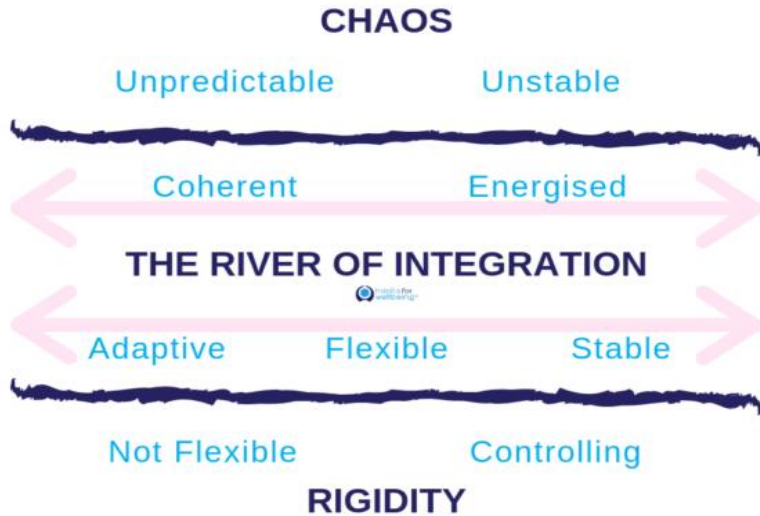 CHAOS
Unpredictable Unstable
Coherent Energised
THE RIVER OF INTEGRATION
Adaptive Flexible Stable
Not Flexible Controlling
RIGIDITY